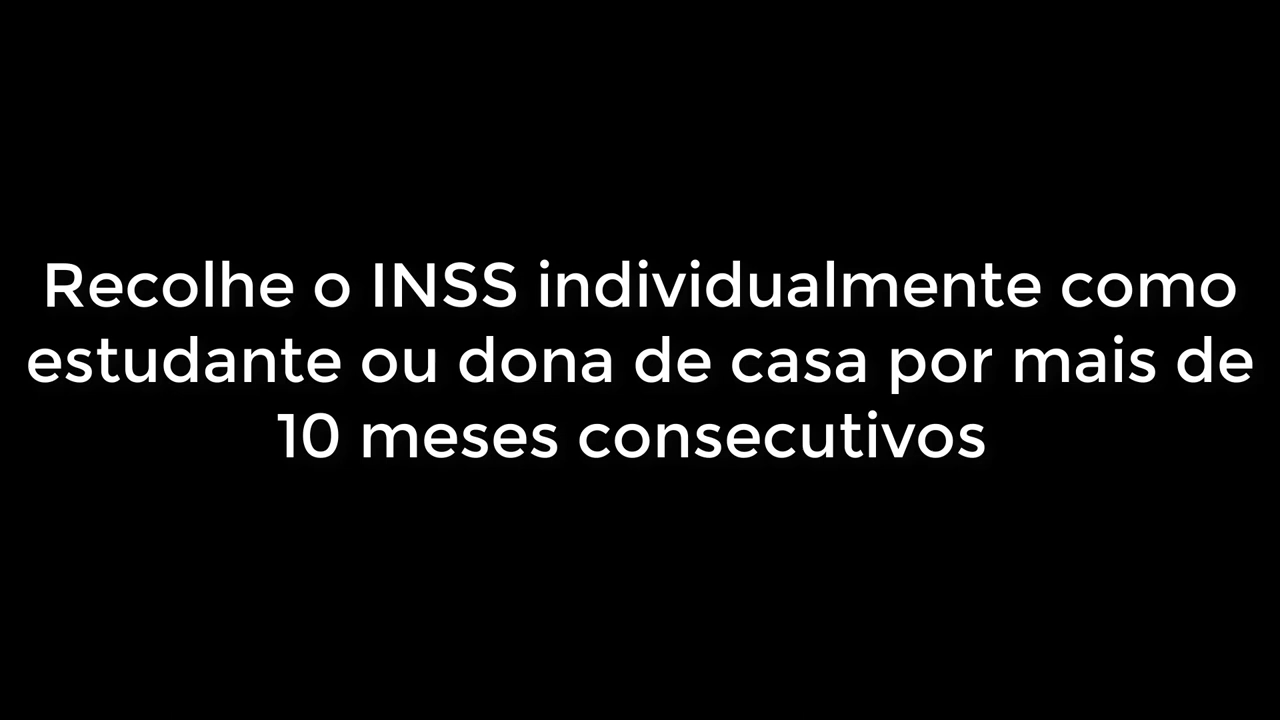 Recolhe o INSS individualmente como
estudante ou dona de casa por mais de
10 meses consecutivos